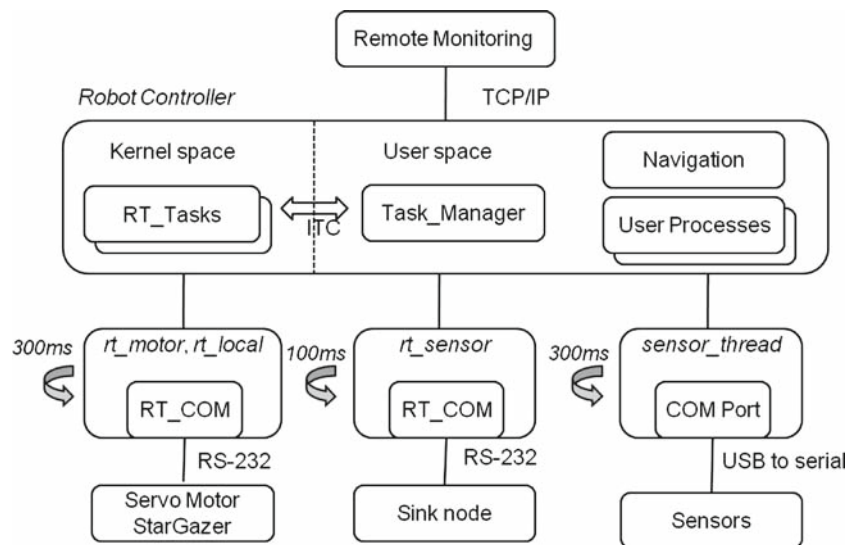 Remote Monitoring
Robot Controller
TCP/IP
Kernel space
User space
Navigation
RT_Tasks
ITC
Task_Manager
User Processes
300ms
rt_motor, rt_local
RT_COM
100ms
rt_sensor
RT_COM
300ms
sensor_thread
COM Port
RS-232
RS-232
USB to serial
Servo Motor
StarGazer
Sink node
Sensors